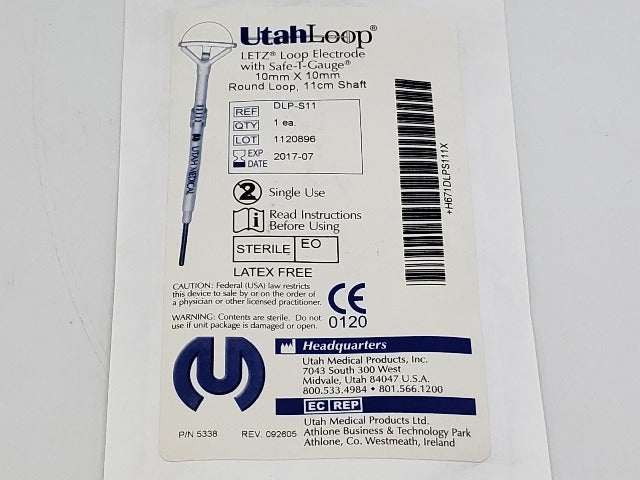 UtahLoop®
LETZ® Loop Electrode
with Safe-T-Gauge®
10mm X 10mm
Round Loop, 11cm Shaft
REF DLP-S11
QTY 1 ea.
LOT 1120896
EXP DATE 2017-07
UTAH MEDICAL
2 Single Use
i Read Instructions
Before Using
STERILE EO
LATEX FREE
CAUTION: Federal (USA) law restricts
this device to sale by or on the order of
a physician or other licensed practitioner.
WARNING: Contents are sterile. Do not
use if unit package is damaged or open.
CE
0120
+H671DLPS111X
Headquarters
Utah Medical Products, Inc.
7043 South 300 West
Midvale, Utah 84047 U.S.A.
800.533.4984 • 801.566.1200
EC REP
Utah Medical Products Ltd.
Athlone Business & Technology Park
Athlone, Co. Westmeath, Ireland
P/N 5338 REV. 092605